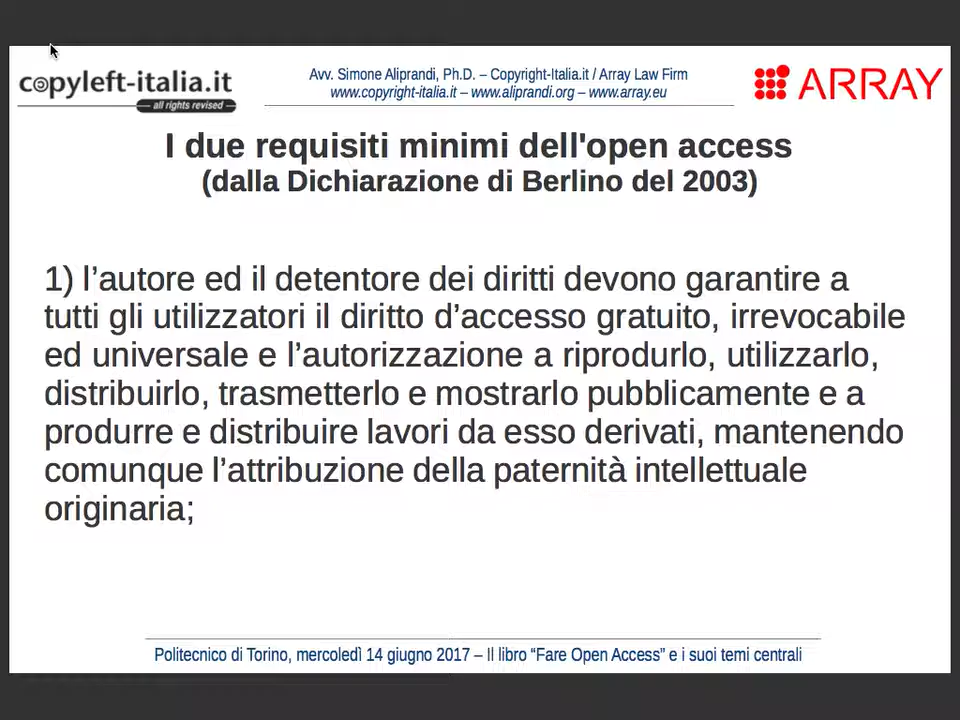 copyleft-italia.it
all rights revised
Avv. Simone Aliprandi, Ph.D. – Copyright-Italia.it / Array Law Firm
www.copyright-italia.it – www.aliprandi.org – www.array.eu
ARRAY
I due requisiti minimi dell'open access
(dalla Dichiarazione di Berlino del 2003)
1) l’autore ed il detentore dei diritti devono garantire a
tutti gli utilizzatori il diritto d’accesso gratuito, irrevocabile
ed universale e l’autorizzazione a riprodurlo, utilizzarlo,
distribuirlo, trasmetterlo e mostrarlo pubblicamente e a
produrre e distribuire lavori da esso derivati, mantenendo
comunque l’attribuzione della paternità intellettuale
originaria;
Politecnico di Torino, mercoledì 14 giugno 2017 – Il libro “Fare Open Access” e i suoi temi centrali